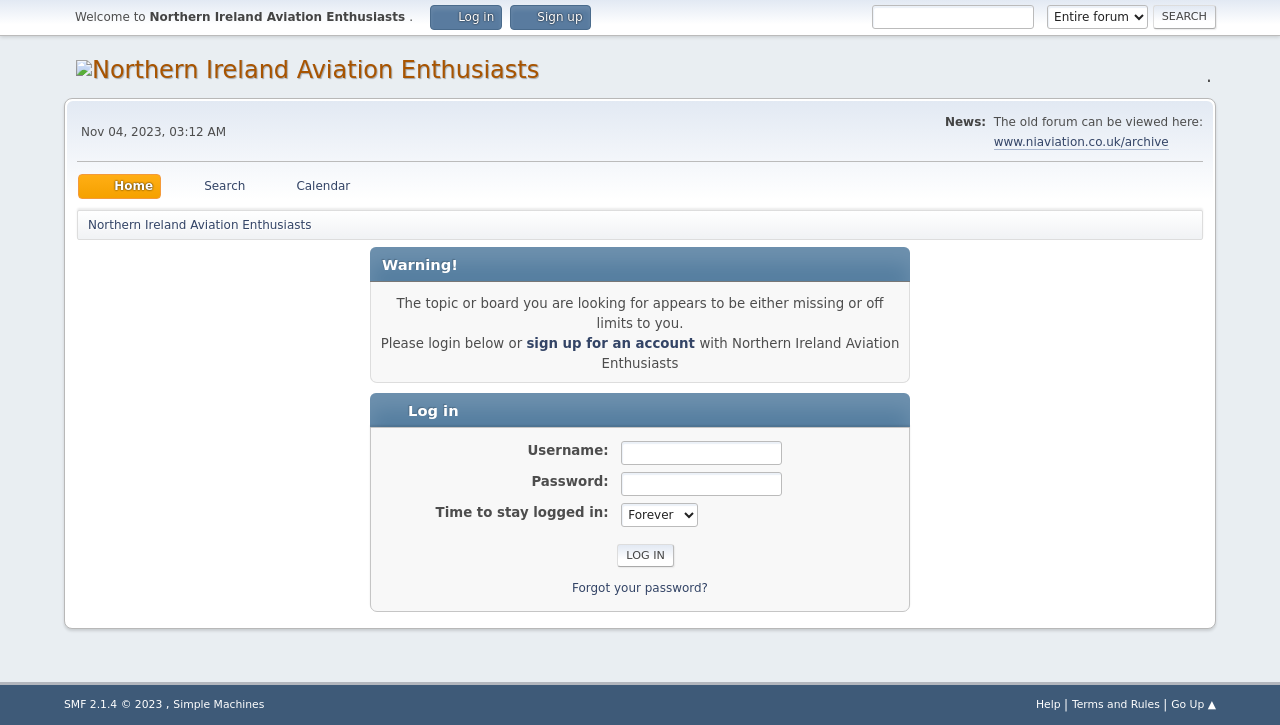 Welcome to Northern Ireland Aviation Enthusiasts . Log in Sign up Entire forum SEARCH
Northern Ireland Aviation Enthusiasts .
Nov 04, 2023, 03:12 AM
News: The old forum can be viewed here:
www.niaviation.co.uk/archive
Home Search Calendar
Northern Ireland Aviation Enthusiasts
Warning!
The topic or board you are looking for appears to be either missing or off
limits to you.
Please login below or sign up for an account with Northern Ireland Aviation
Enthusiasts
Log in
Username:
Password:
Time to stay logged in: Forever
LOG IN
Forgot your password?
SMF 2.1.4 © 2023 , Simple Machines Help | Terms and Rules | Go Up ▲